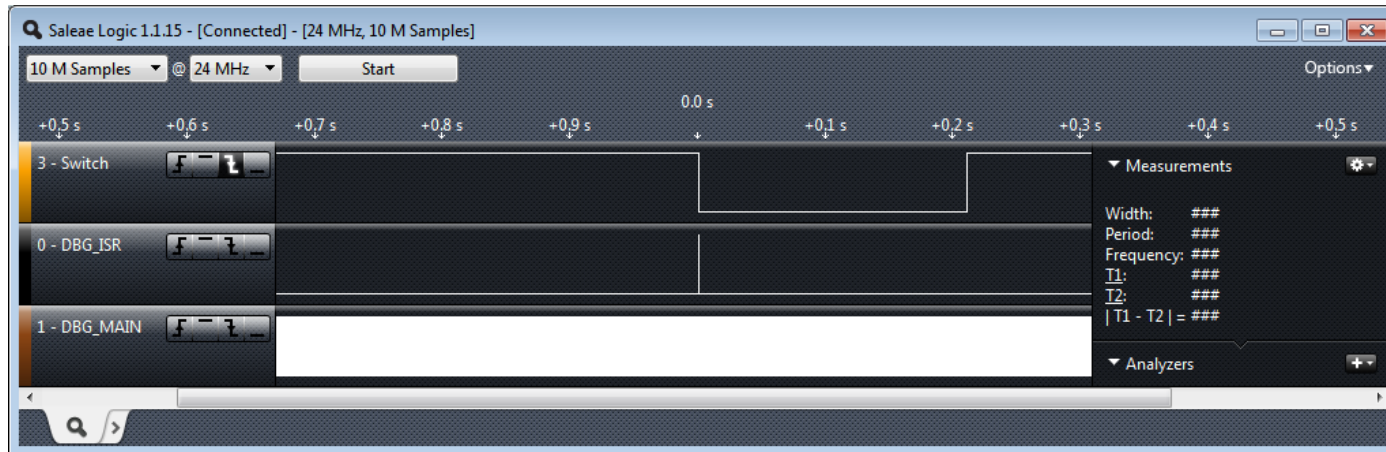 Saleae Logic 1.1.15 - [Connected] - [24 MHz, 10 M Samples]
10 M Samples @ 24 MHz Start Options
0.0 s
+0,5 s +0,6 s +0,7 s +0,8 s +0,9 s +0,1 s +0,2 s +0,3 s +0,4 s +0,5 s
3 - Switch
0 - DBG_ISR
1 - DBG_MAIN
Measurements
Width: ###
Period: ###
Frequency: ###
T1: ###
T2: ###
| T1 - T2 | = ###
Analyzers